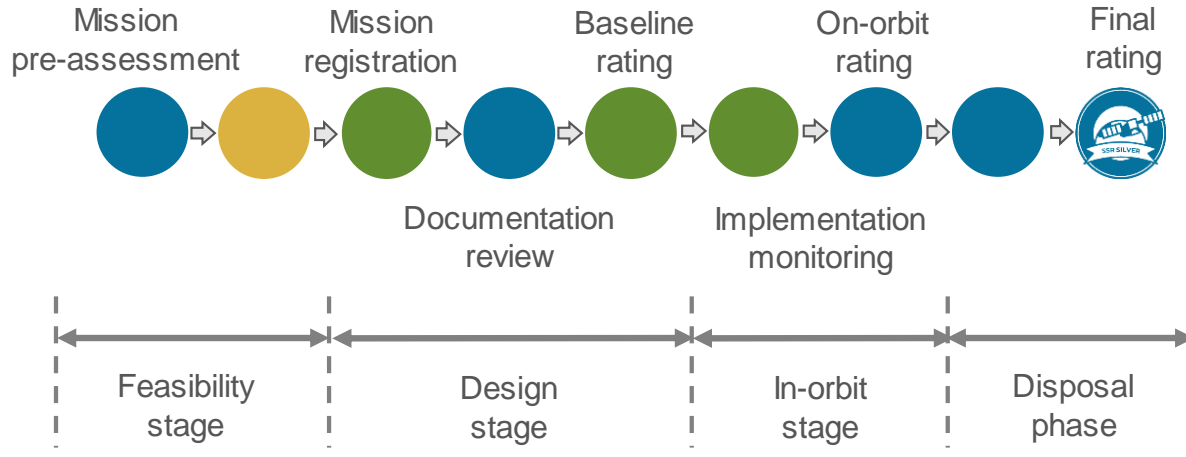 Mission
pre-assessment
Mission
registration
Baseline
rating
On-orbit
rating
Final
rating
SSR SILVER
Documentation
review
Implementation
monitoring
Feasibility
stage
Design
stage
In-orbit
stage
Disposal
phase